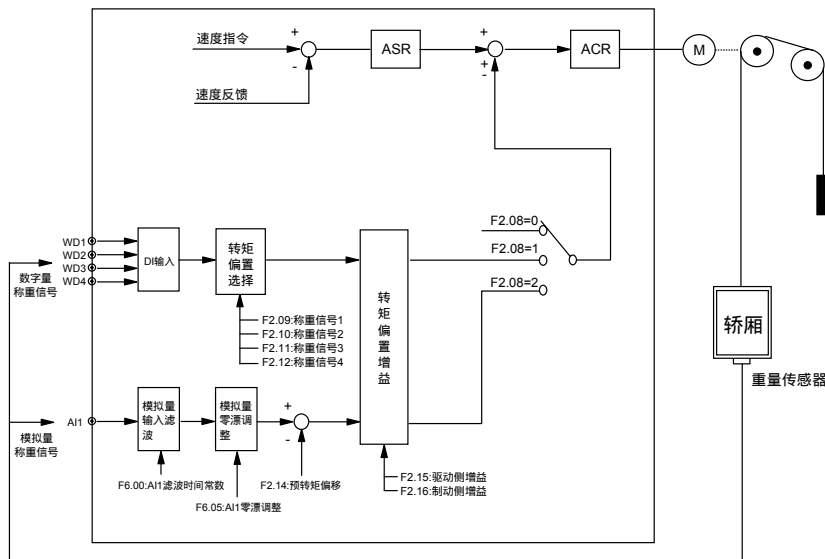 速度指令
+
-
ASR
+
+
-
ACR
M
速度反馈
WD1
WD2
WD3
WD4
数字量
称重信号
DI输入
转矩
偏置
选择
F2.09:称重信号1
F2.10:称重信号2
F2.11:称重信号3
F2.12:称重信号4
转
矩
偏
置
增
益
F2.08=0
F2.08=1
F2.08=2
轿厢
重量传感器
AI1
模拟量
称重信号
模拟量
输入滤
波
模拟量
零漂调
整
+
-
F6.00:AI1滤波时间常数
F6.05:AI1零漂调整
F2.14:预转矩偏移
F2.15:驱动侧增益
F2.16:制动侧增益